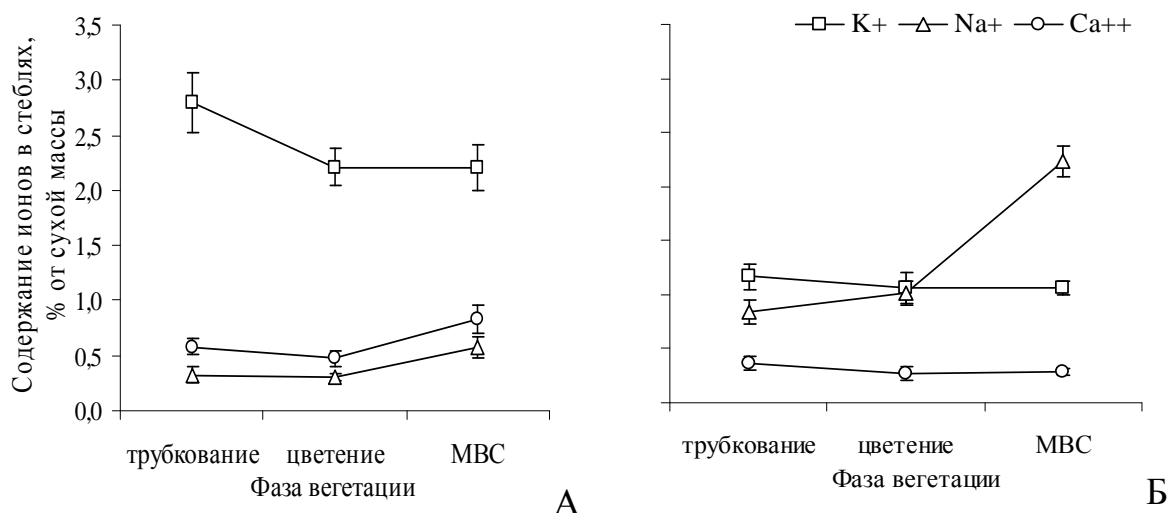 K+ Na+ Ca++
Содержание ионов в стеблях,
% от сухой массы
3,5
3,0
2,5
2,0
1,5
1,0
0,5
0,0
трубкование цветение МВС
Фаза вегетации
А
трубкование цветение МВС
Фаза вегетации
Б